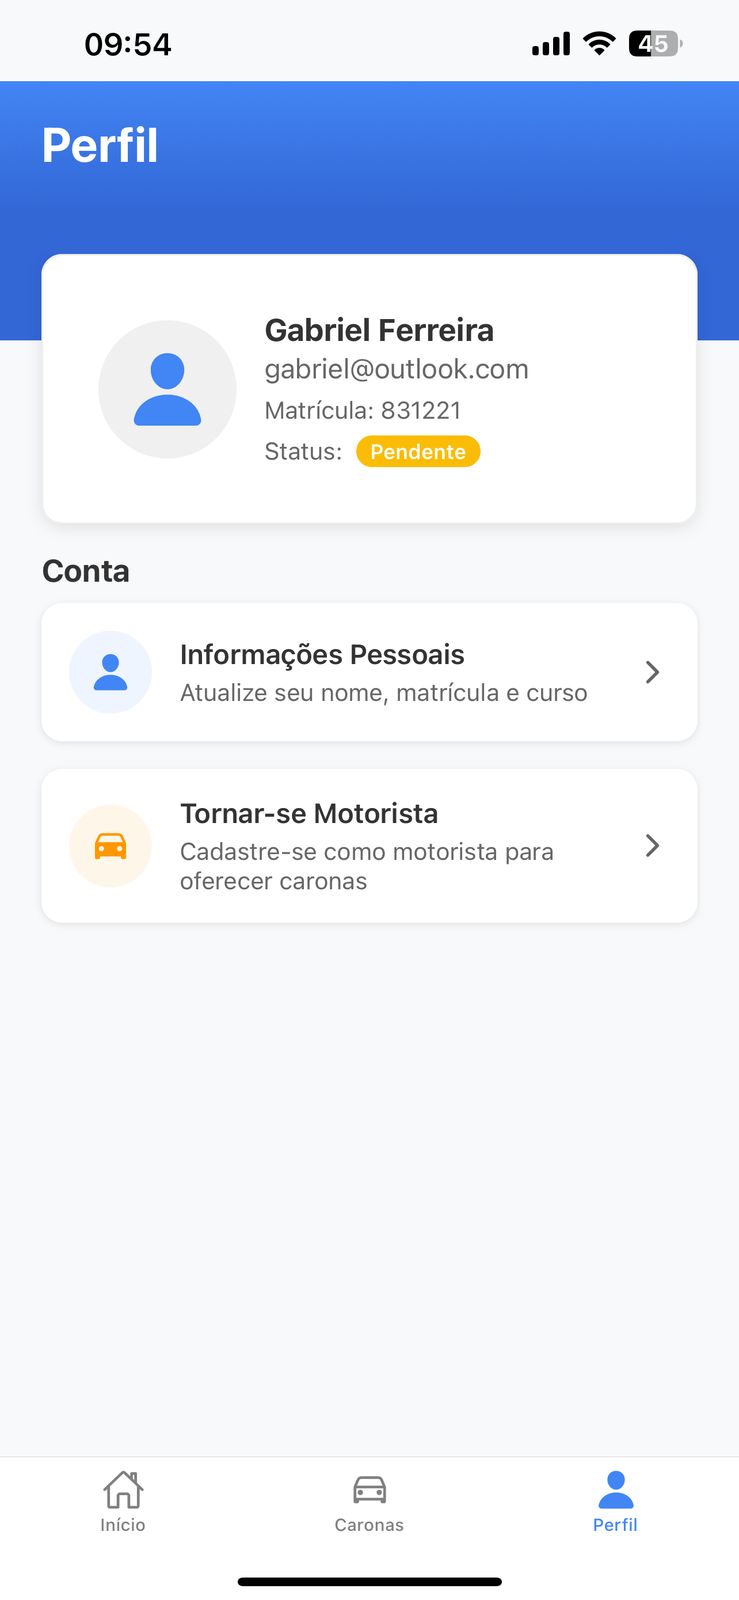 09:54
45
Perfil
Gabriel Ferreira
gabriel@outlook.com
Matrícula: 831221
Status: Pendente
Conta
Informações Pessoais
Atualize seu nome, matrícula e curso
Tornar-se Motorista
Cadastre-se como motorista para
oferecer caronas
Início
Caronas
Perfil